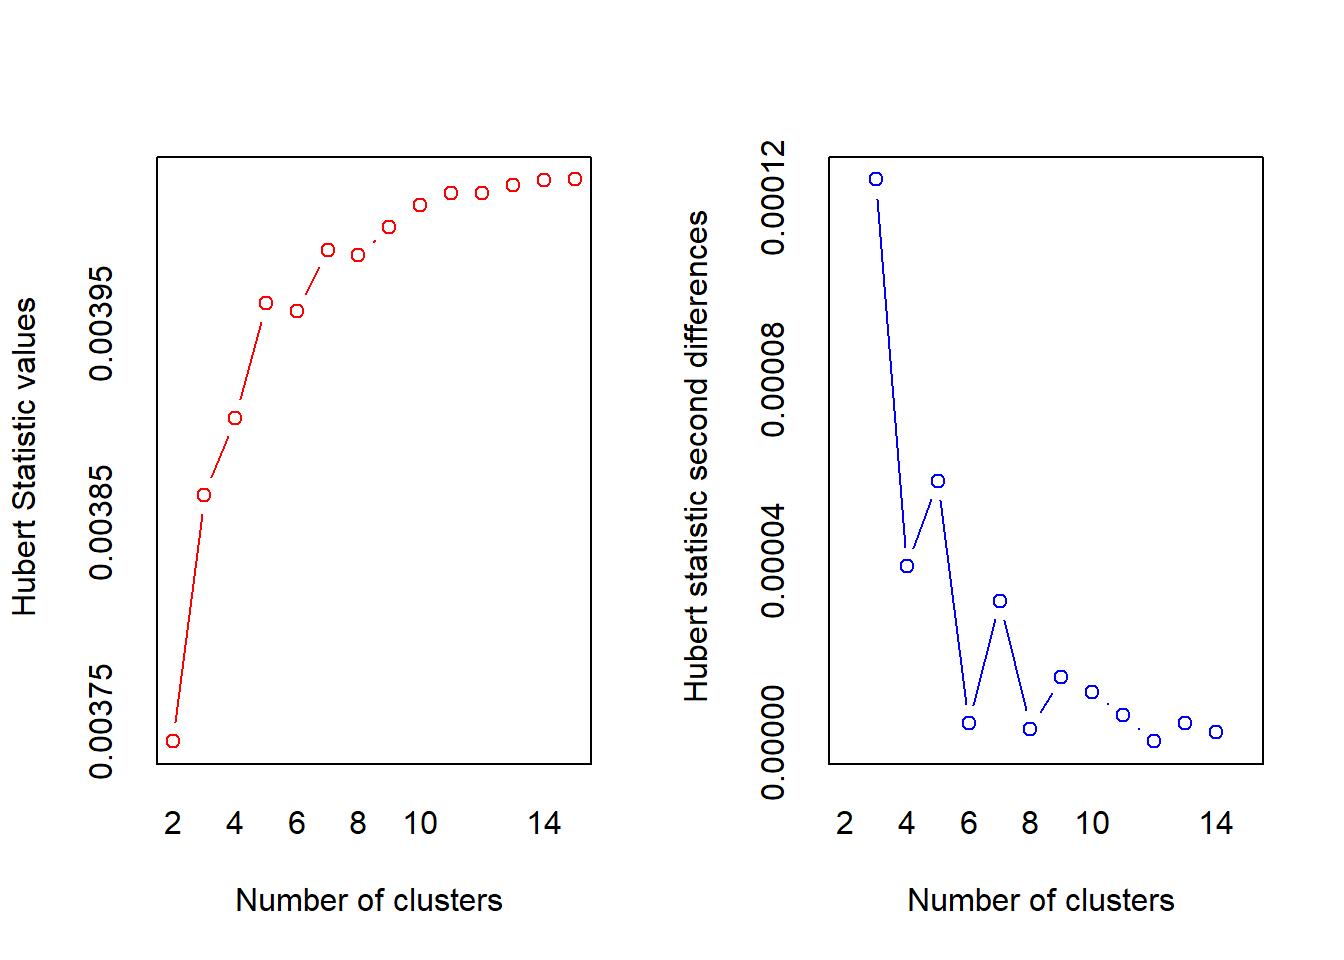 Hubert Statistic values
0.00375 0.00385 0.00395
2 4 6 8 10 14
Number of clusters
Hubert statistic second differences
0.00000 0.00004 0.00008 0.00012
2 4 6 8 10 14
Number of clusters